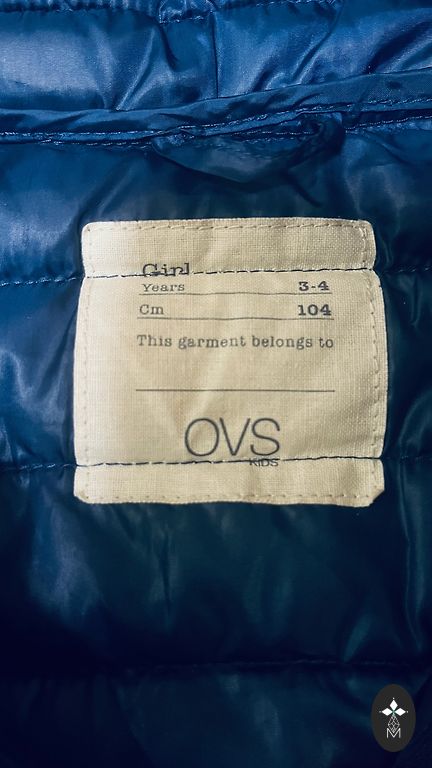 Girl
Years 3-4
Cm 104
This garment belongs to
OVS
KIDS